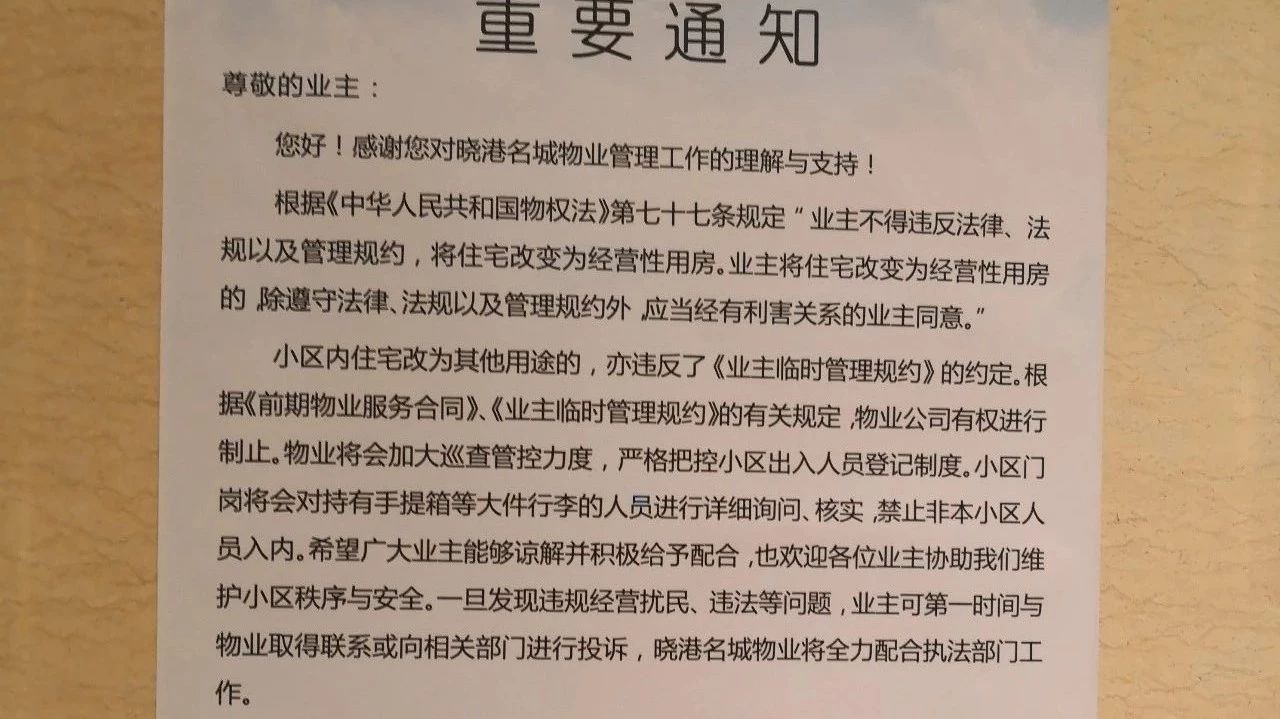 重要通知
尊敬的业主：
您好！感谢您对晓港名城物业管理工作的理解与支持！
根据《中华人民共和国物权法》第七十七条规定“业主不得违反法律、法
规以及管理规约，将住宅改变为经营性用房。业主将住宅改变为经营性用房
的，除遵守法律、法规以及管理规约外，应当经有利害关系的业主同意。”
小区内住宅改为其他用途的，亦违反了《业主临时管理规约》的约定。根
据《前期物业服务合同》、《业主临时管理规约》的有关规定，物业公司有权进行
制止。物业将会加大巡查管控力度，严格把控小区出入人员登记制度。小区门
岗将会对持有手提箱等大件行李的人员进行详细询问、核实，禁止非本小区人
员入内。希望广大业主能够谅解并积极给予配合，也欢迎各位业主协助我们维
护小区秩序与安全。一旦发现违规经营扰民、违法等问题，业主可第一时间与
物业取得联系或向相关部门进行投诉，晓港名城物业将全力配合执法部门工
作。